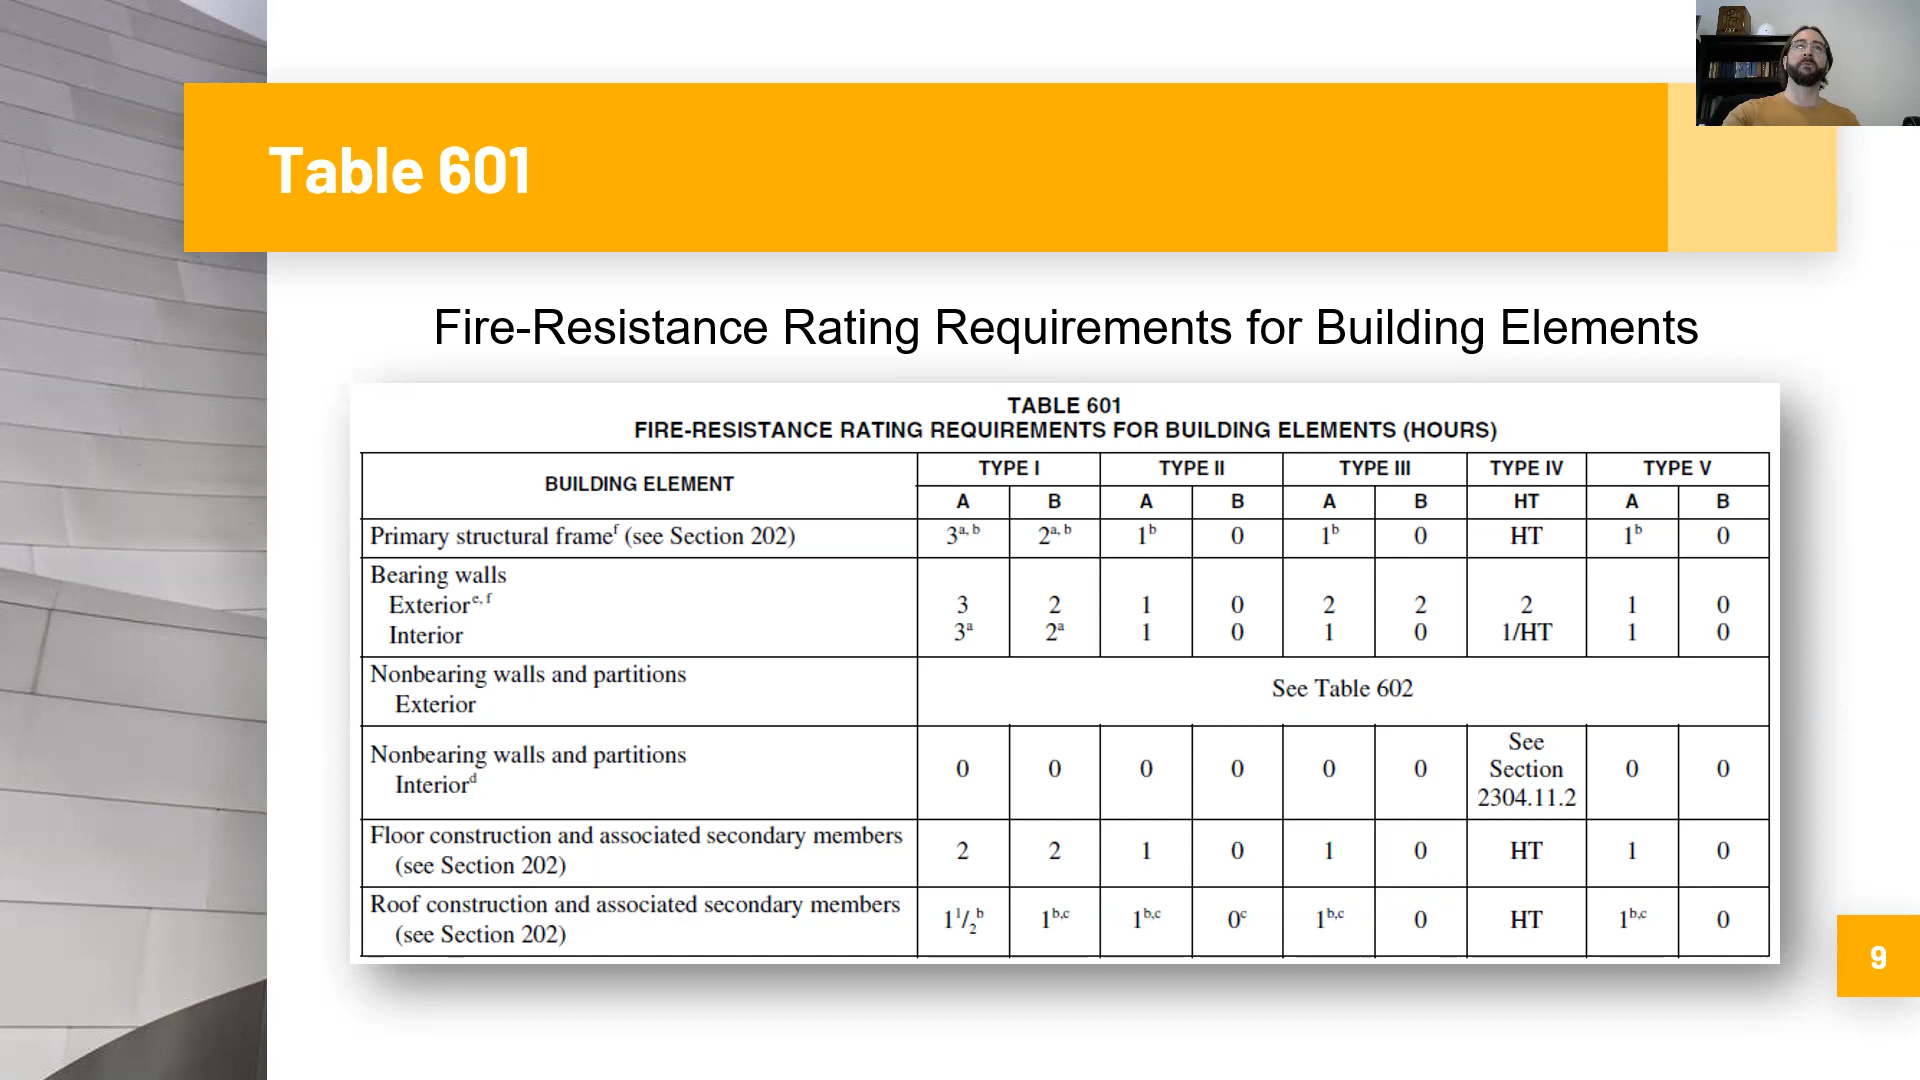 Table 601
Fire-Resistance Rating Requirements for Building Elements
TABLE 601
FIRE-RESISTANCE RATING REQUIREMENTS FOR BUILDING ELEMENTS (HOURS)
BUILDING ELEMENT TYPE I TYPE II TYPE III TYPE IV TYPE V
A B A B A B HT A B
Primary structural frameᶠ (see Section 202) 3ᵃ,ᵇ 2ᵃ,ᵇ 1ᵇ 0 1ᵇ 0 HT 1ᵇ 0
Bearing walls
Exteriorᵉ,ᶠ 3 2 1 0 2 2 2 1 0
Interior 3ᵃ 2ᵃ 1 0 1 0 1/HT 1 0
Nonbearing walls and partitions
Exterior See Table 602
Nonbearing walls and partitions
Interiorᵈ 0 0 0 0 0 0 See Section 2304.11.2 0 0
Floor construction and associated secondary members
(see Section 202) 2 2 1 0 1 0 HT 1 0
Roof construction and associated secondary members
(see Section 202) 1¹/₂ᵇ 1ᵇ,ᶜ 1ᵇ,ᶜ 0ᶜ 1ᵇ,ᶜ 0 HT 1ᵇ,ᶜ 0
9